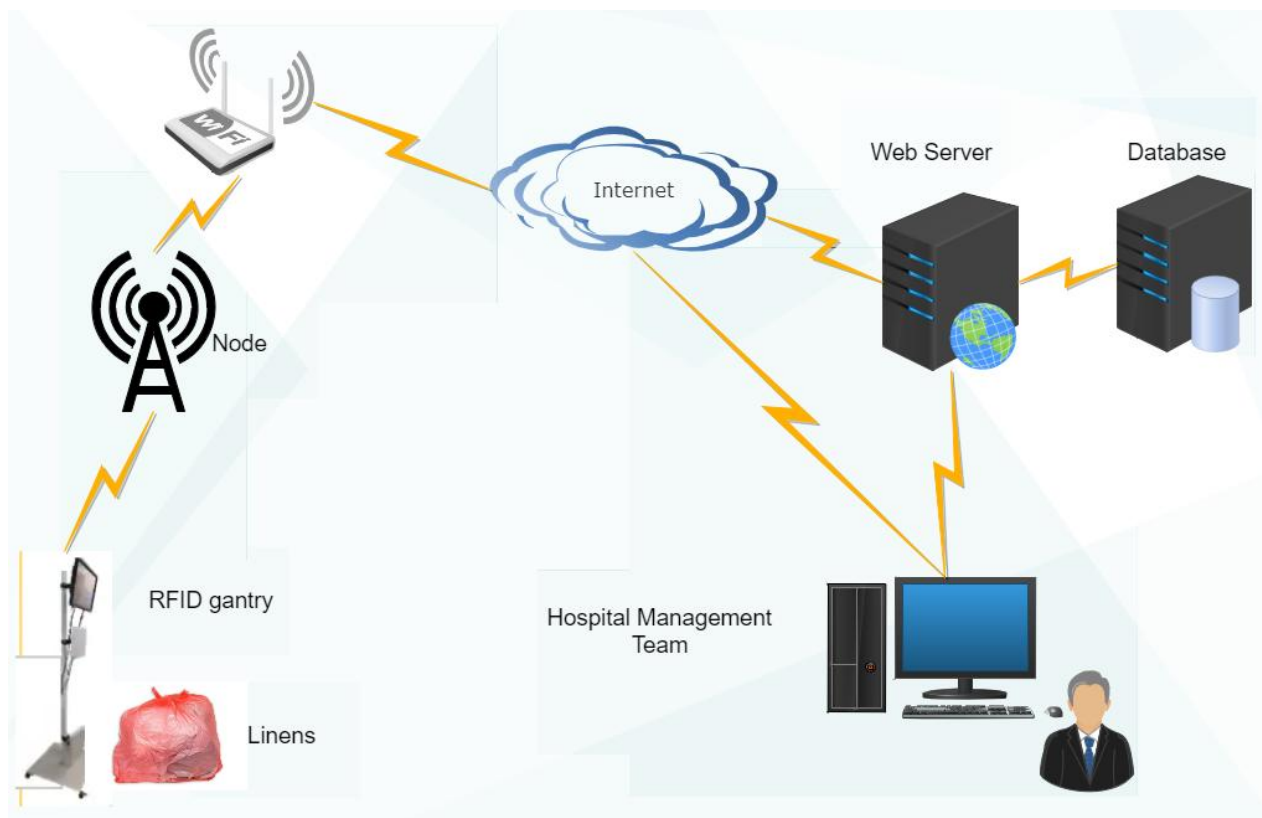 Wi Fi
Internet
Web Server
Database
Node
RFID gantry
Hospital Management
Team
Linens